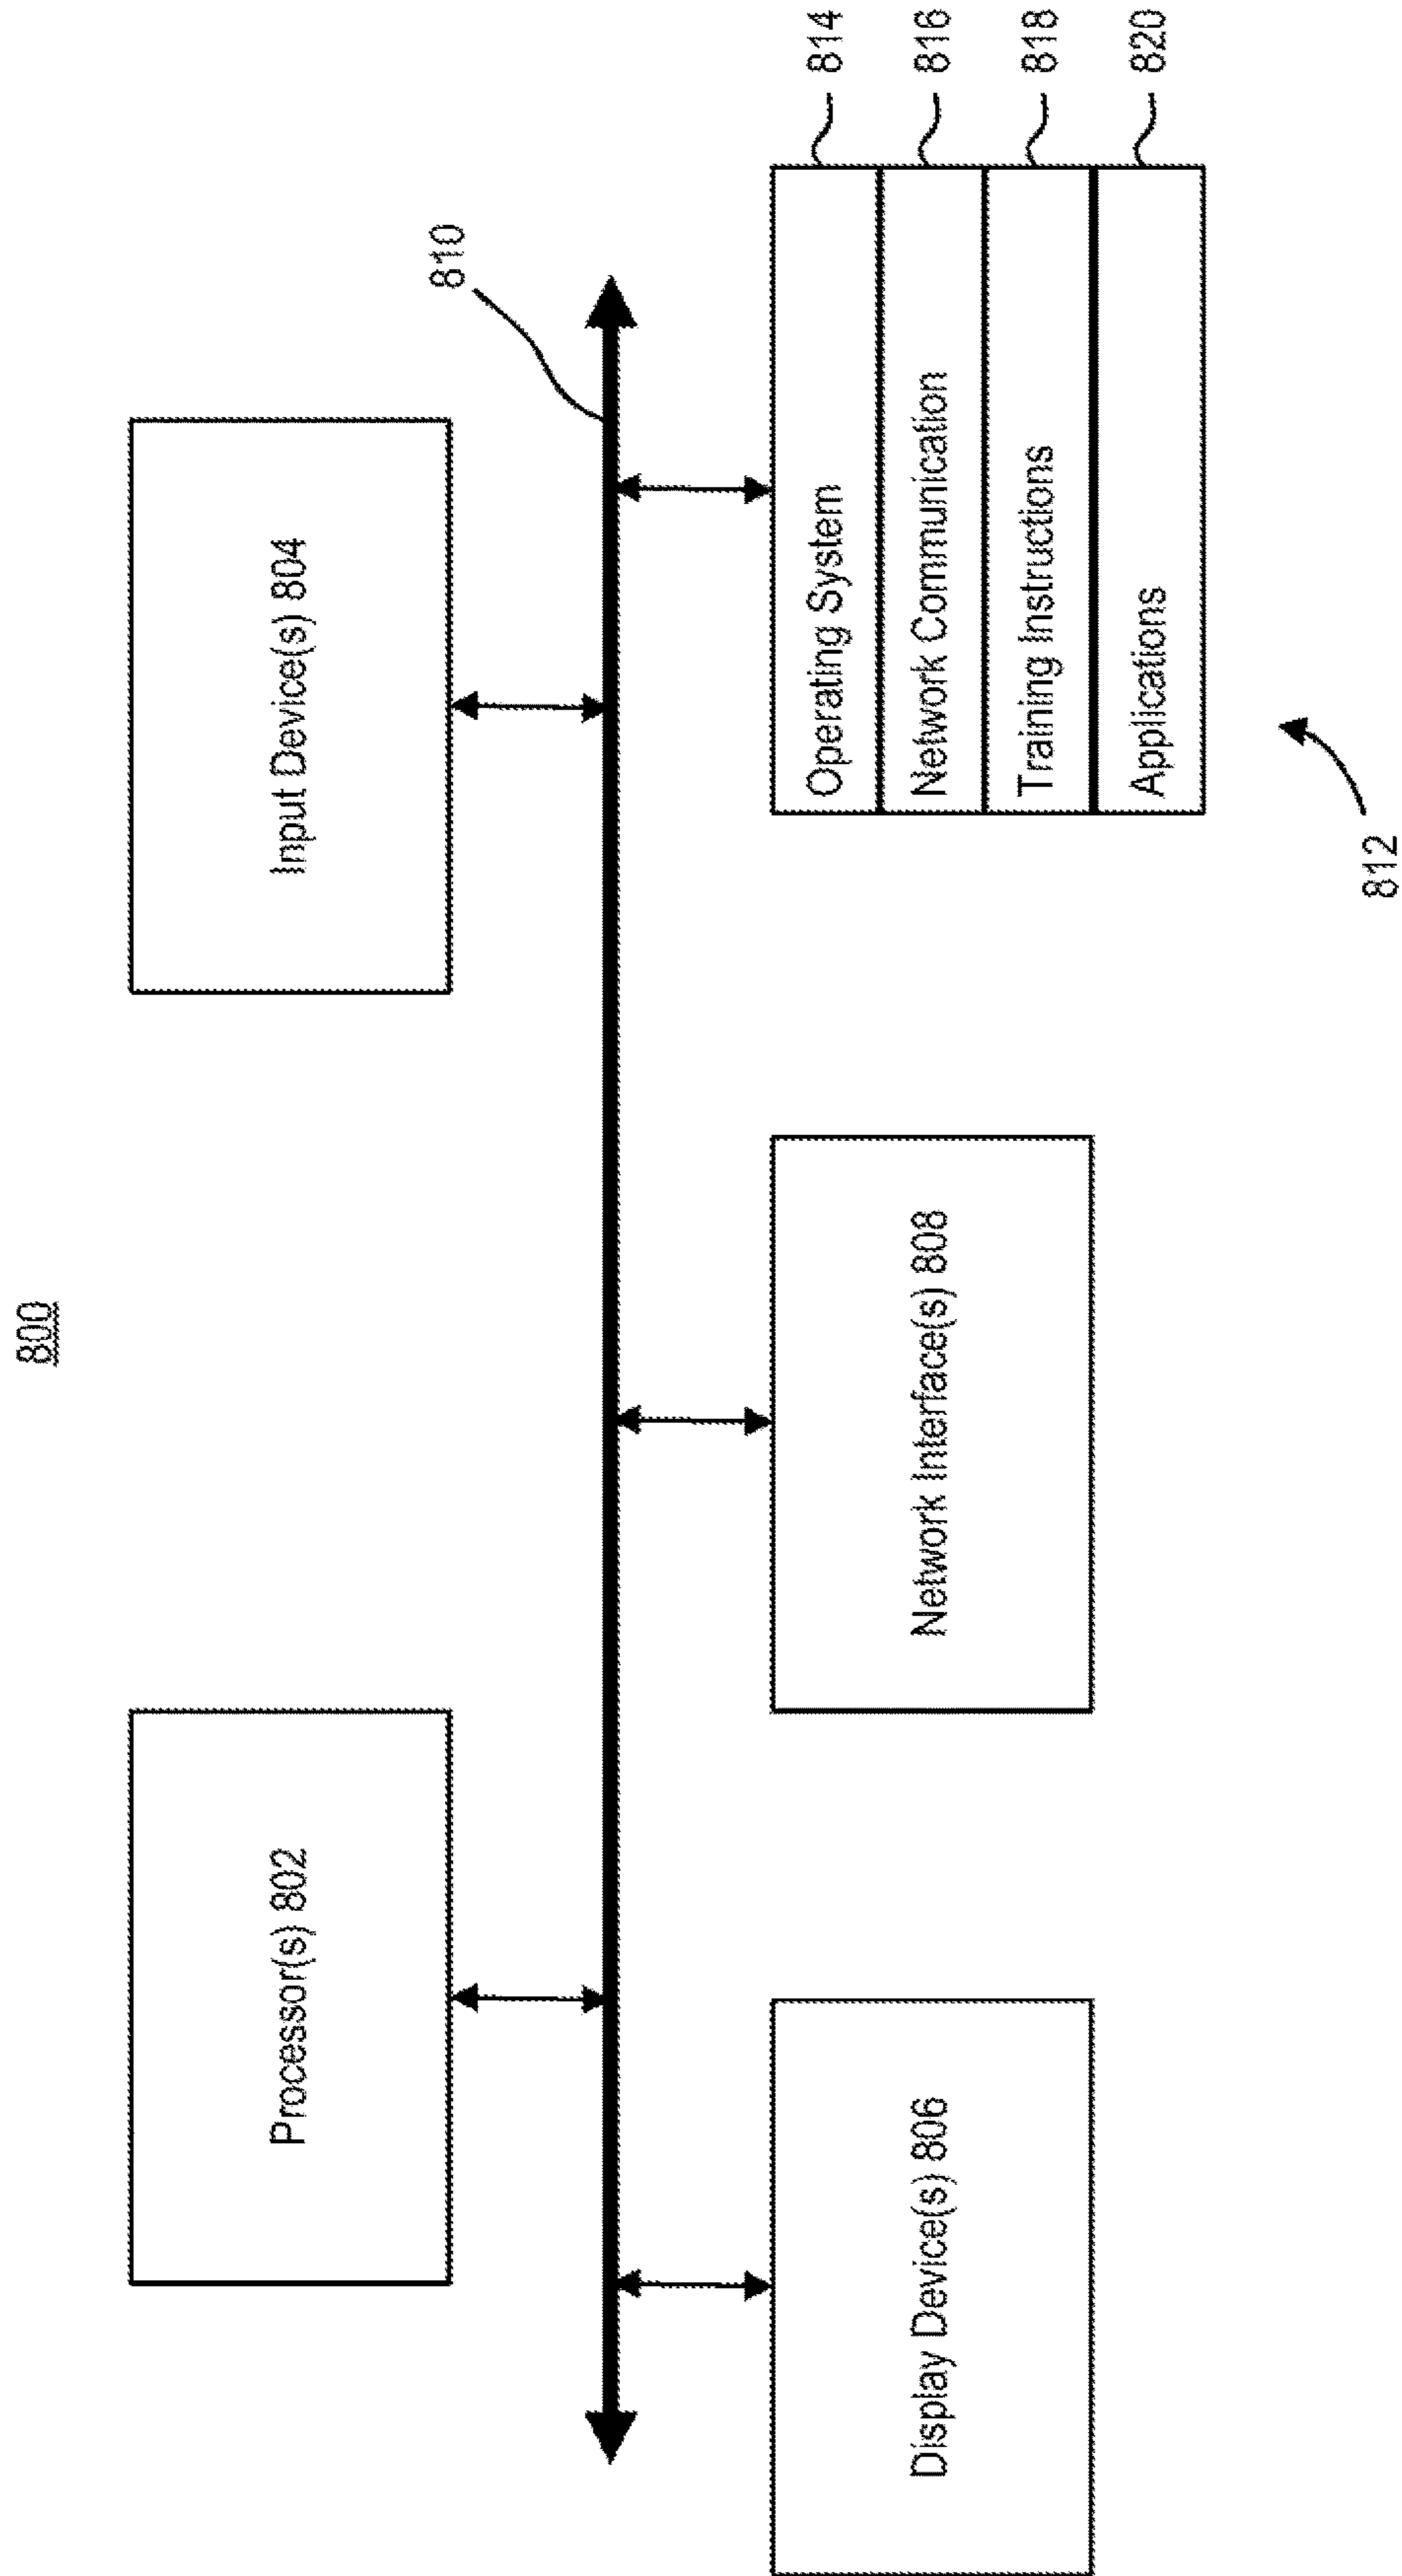 800
Processor(s) 802
Input Device(s) 804
810
Display Device(s) 806
Network Interface(s) 808
Operating System
814
Network Communication
816
Training Instructions
818
Applications
820
812